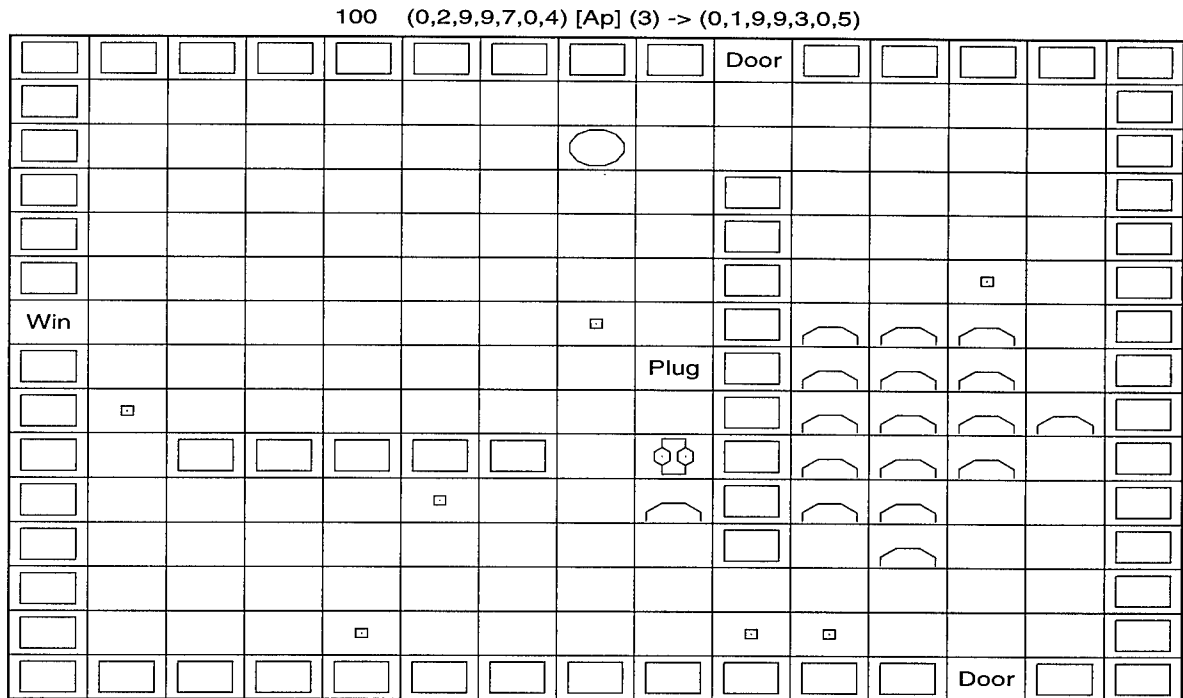 100 (0,2,9,9,7,0,4) [Ap] (3) -> (0,1,9,9,3,0,5)
Door
Win
Plug
Door